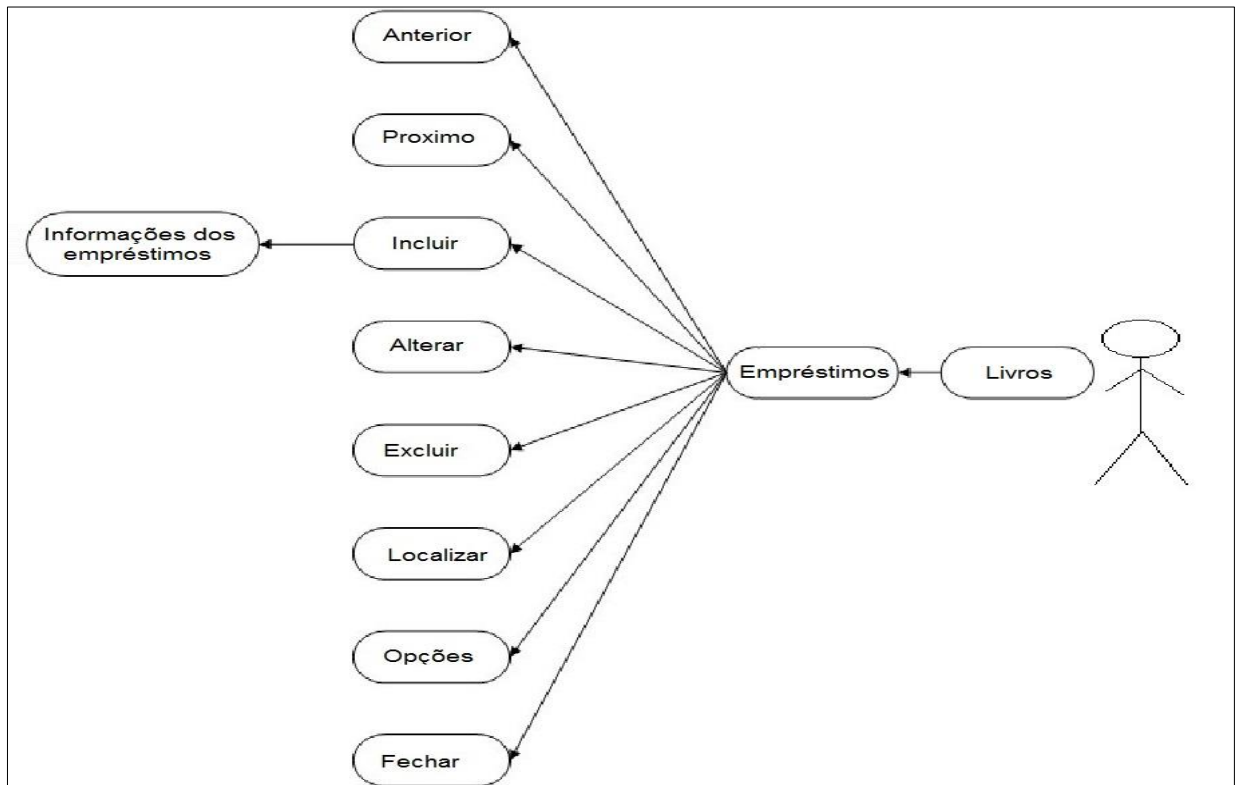 Anterior
Proximo
Informações dos
empréstimos
Incluir
Alterar
Empréstimos
Livros
Excluir
Localizar
Opções
Fechar